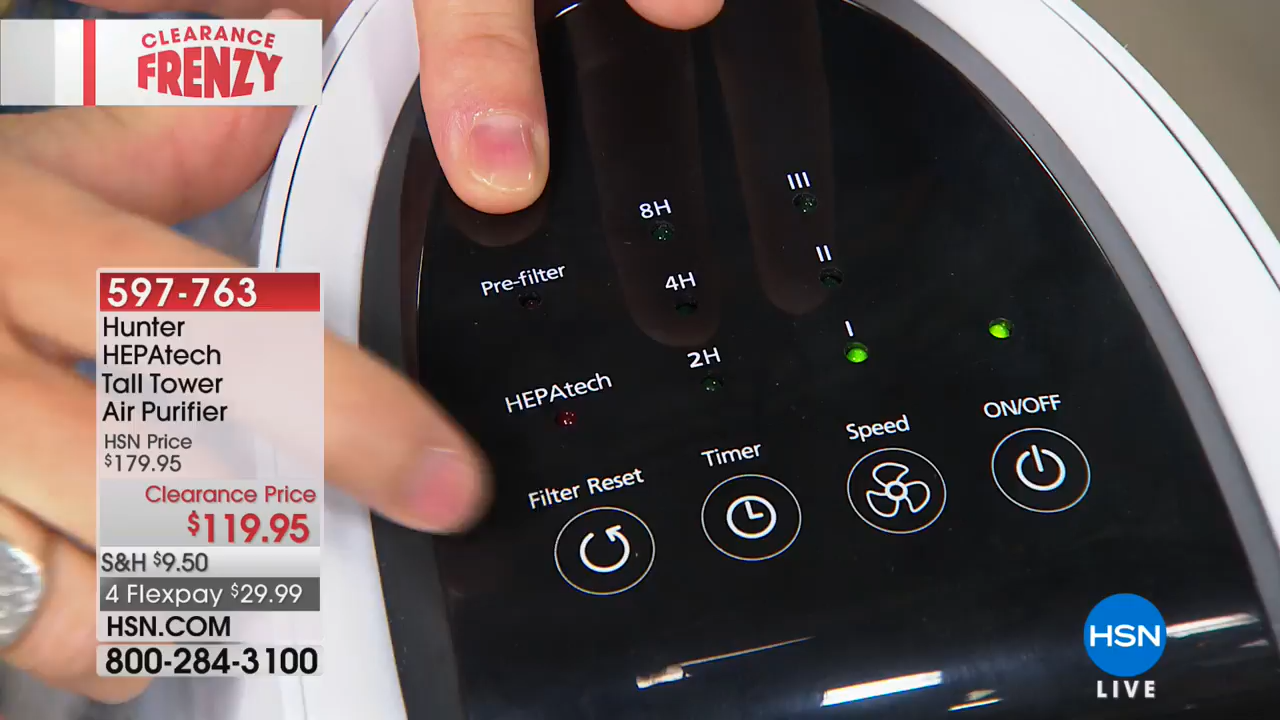 CLEARANCE
FRENZY
597-763
Hunter
HEPAtech
Tall Tower
Air Purifier
HSN Price
$179.95
Clearance Price
$119.95
S&H $9.50
4 Flexpay $29.99
HSN.COM
800-284-3100
8H
III
Pre-filter
4H
II
HEPAtech
2H
I
Filter Reset
Timer
Speed
ON/OFF
HSN
LIVE